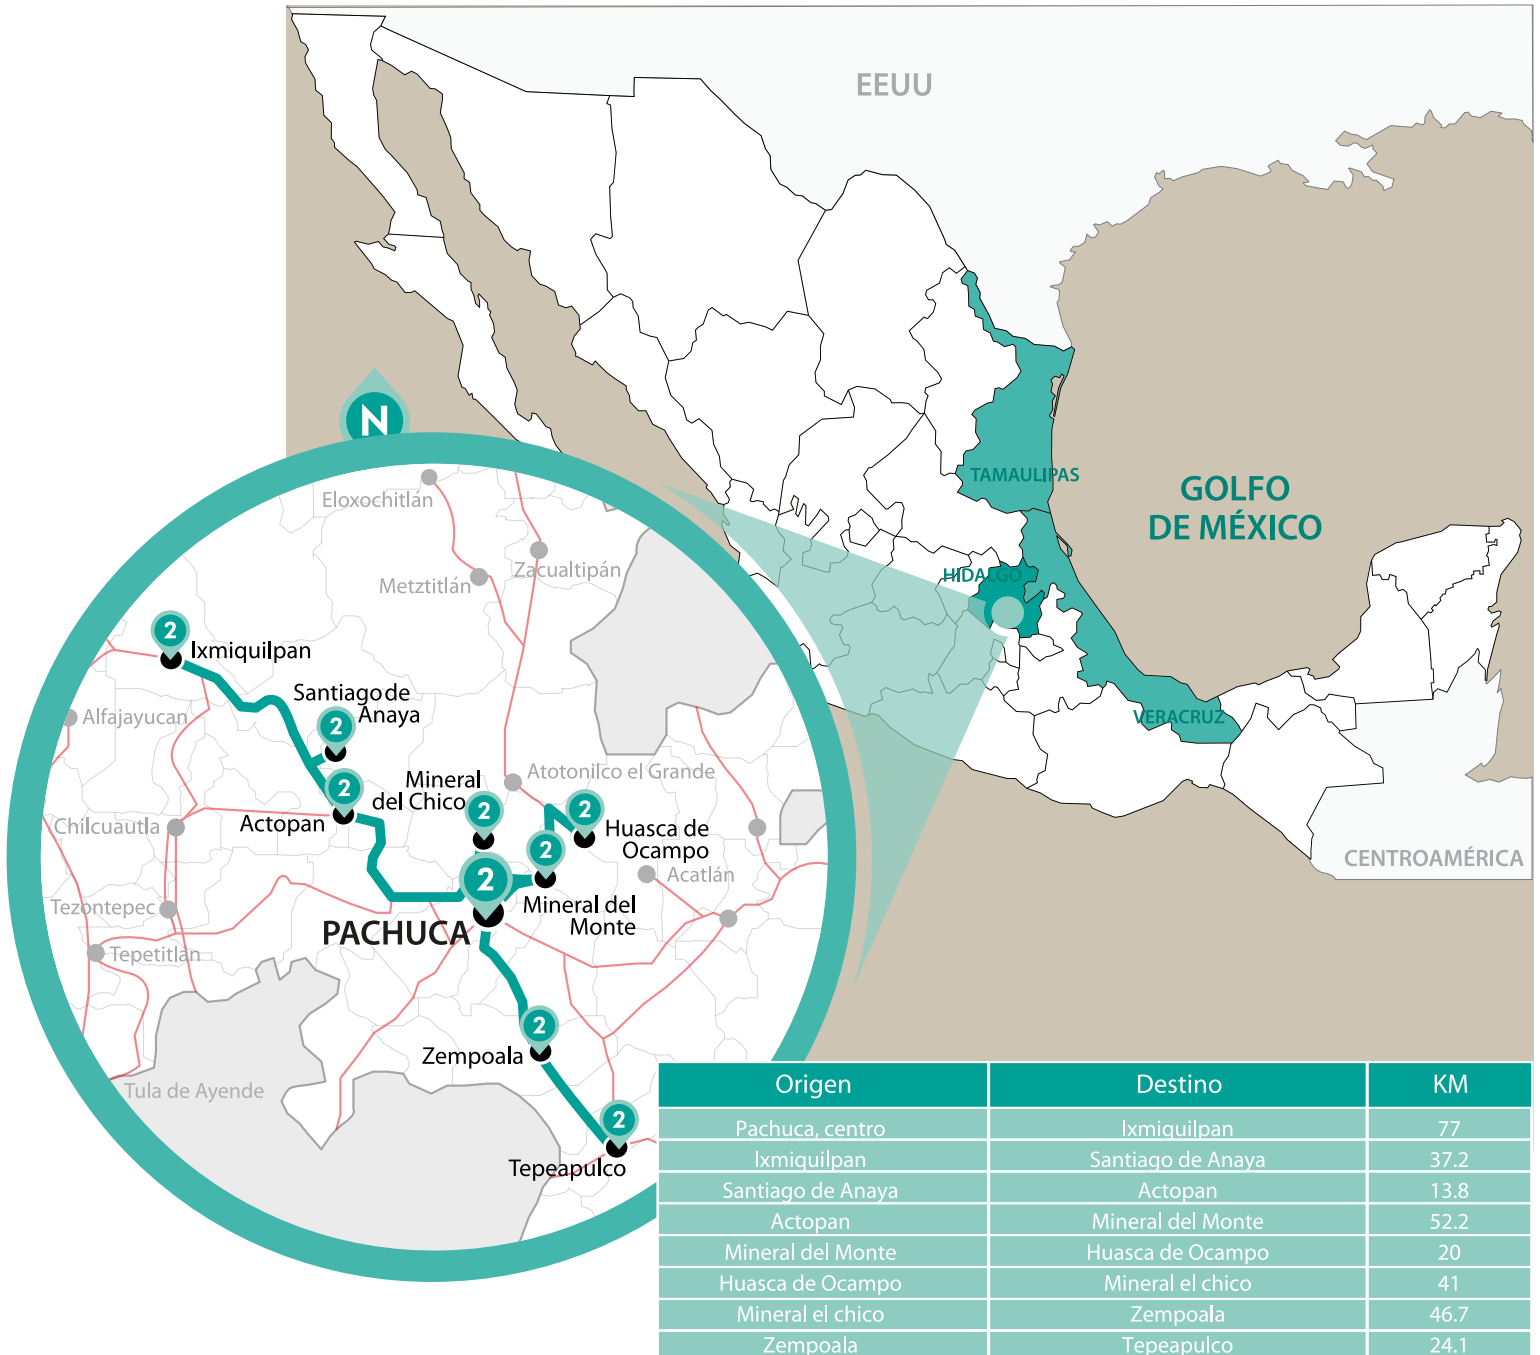 EEUU
N
TAMAULIPAS
GOLFO
DE MÉXICO
HIDALGO
VERACRUZ
CENTROAMÉRICA
Eloxochitlán
Zacualtipán
Metztitlán
2
Ixmiquilpan
Santiago de
Anaya
2
Alfajayucan
Atotonilco el Grande
Mineral
del Chico
2
2
2
Chilcuautla
Actopan
Huasca de
Ocampo
2
Acatlán
2
Tezontepec
Mineral del
Monte
PACHUCA
Tepetitlán
2
Zempoala
Tula de Ayende
2
Tepeapulco
Origen Destino KM
Pachuca, centro Ixmiquilpan 77
Ixmiquilpan Santiago de Anaya 37.2
Santiago de Anaya Actopan 13.8
Actopan Mineral del Monte 52.2
Mineral del Monte Huasca de Ocampo 20
Huasca de Ocampo Mineral el chico 41
Mineral el chico Zempoala 46.7
Zempoala Tepeapulco 24.1